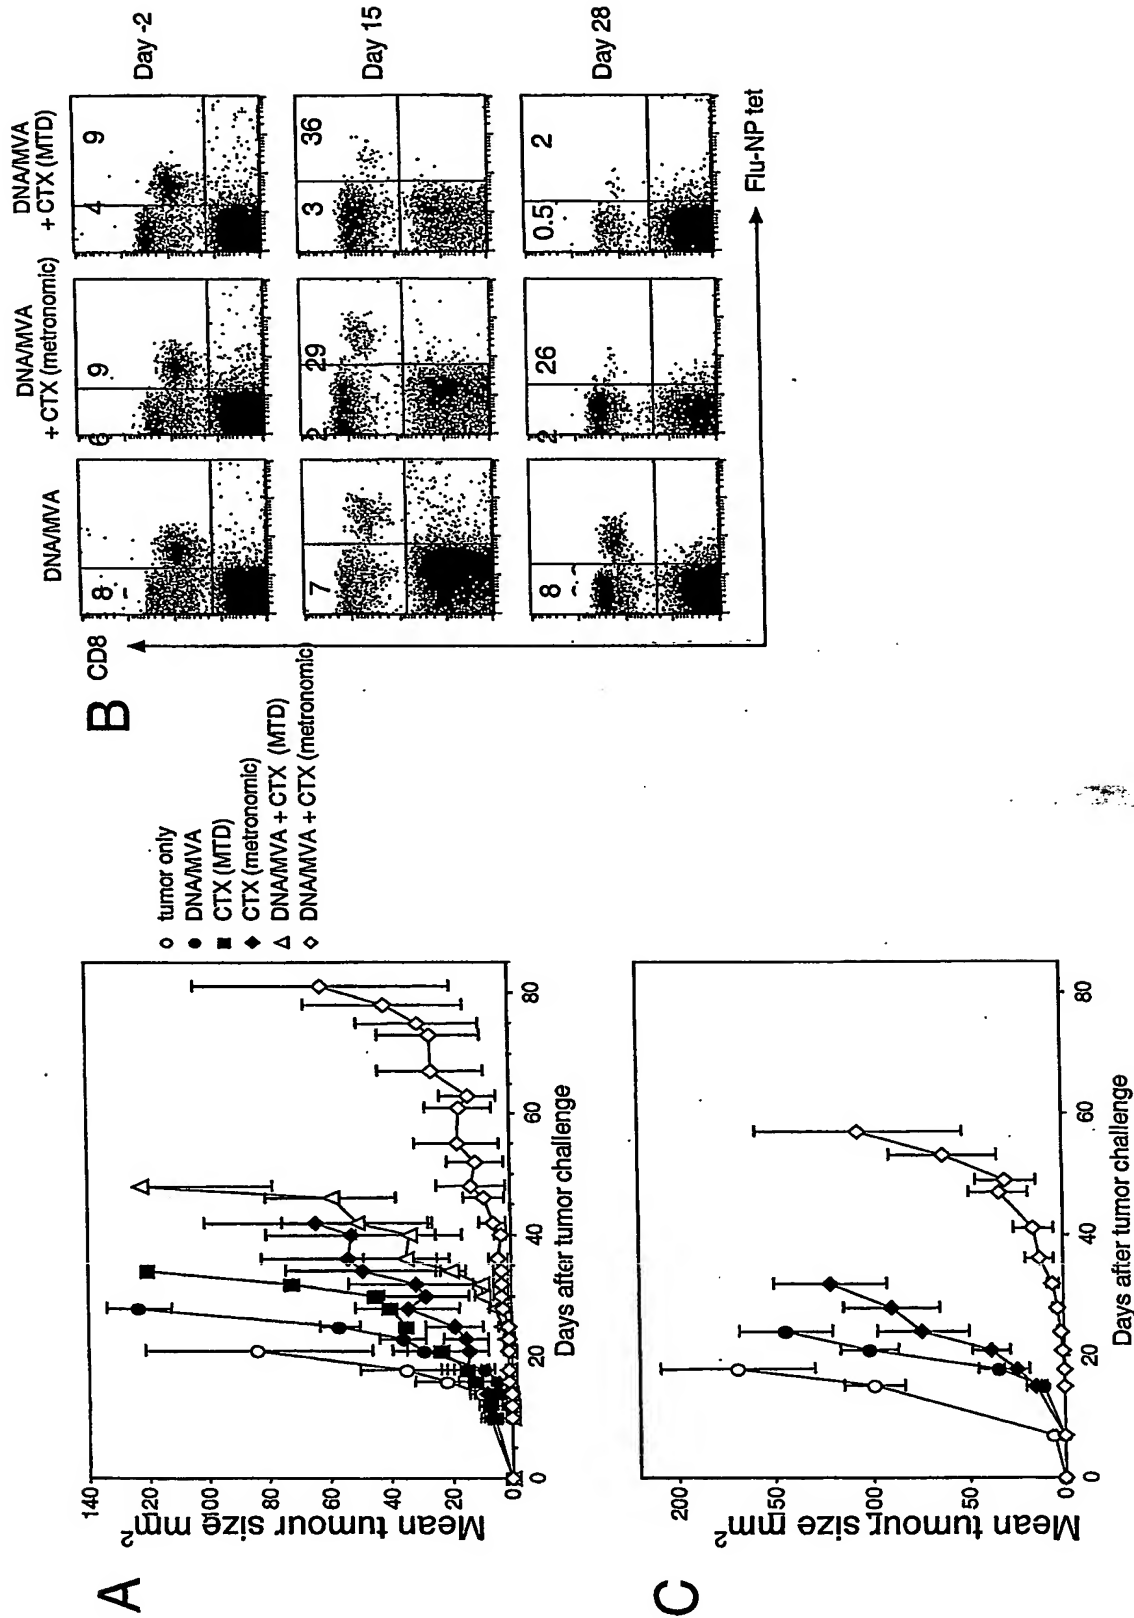 A
Mean tumour size mm²
140
120
100
80
60
40
20
0
0
20
40
60
80
Days after tumor challenge
tumor only
DNA/MVA
CTX (MTD)
CTX (metronomic)
DNA/MVA + CTX (MTD)
DNA/MVA + CTX (metronomic)
B
CD8
DNA/MVA
DNA/MVA
+ CTX (metronomic)
DNA/MVA
+ CTX (MTD)
8
6 9
4 9
Day -2
7
2 29
3 36
Day 15
8
2 26
0.5 2
Day 28
Flu-NP tet
C
Mean tumour size mm²
200
150
100
50
0
0
20
40
60
80
Days after tumor challenge